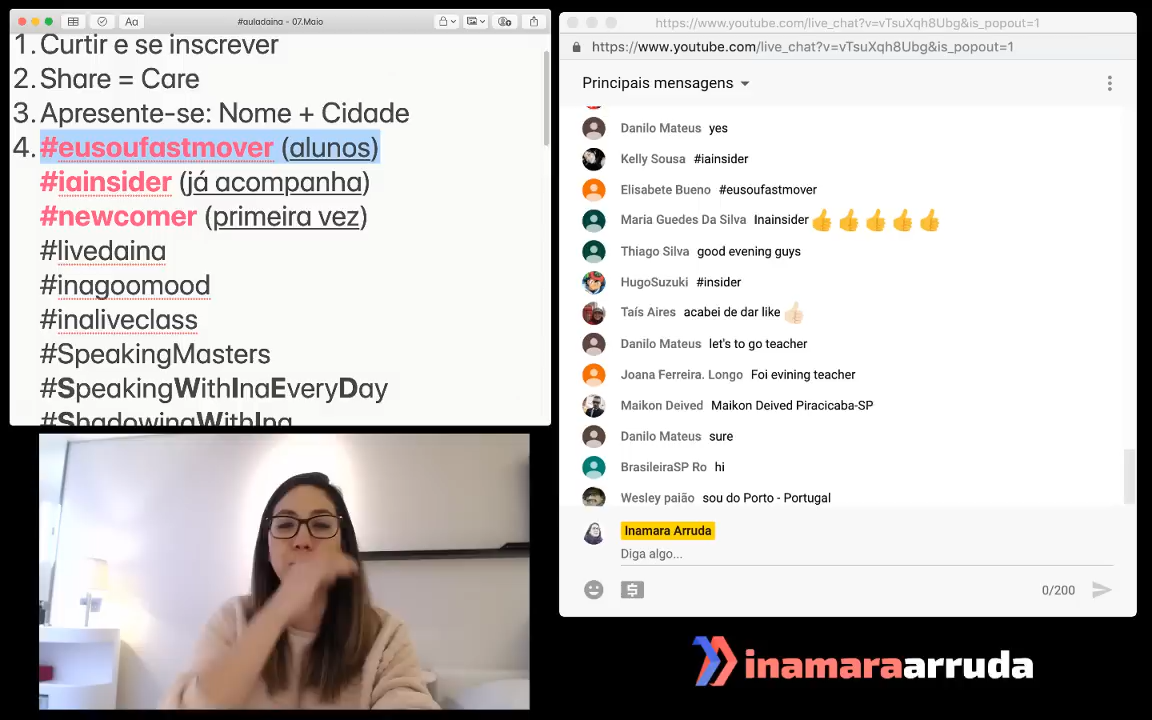 Aa
#auladaina - 07.Maio
1. Curtir e se inscrever
2. Share = Care
3. Apresente-se: Nome + Cidade
4. #eusoufastmover (alunos)
#iainsider (já acompanha)
#newcomer (primeira vez)
#livedaina
#inagoomood
#inaliveclass
#SpeakingMasters
#SpeakingWithInaEveryDay
#ShadowingWithIna
https://www.youtube.com/live_chat?v=vTsuXqh8Ubg&is_popout=1
https://www.youtube.com/live_chat?v=vTsuXqh8Ubg&is_popout=1
Principais mensagens
Danilo Mateus yes
Kelly Sousa #iainsider
Elisabete Bueno #eusoufastmover
Maria Guedes Da Silva Inainsider 👍👍👍👍👍
Thiago Silva good evening guys
HugoSuzuki #insider
Taís Aires acabei de dar like 👍🏻
Danilo Mateus let's to go teacher
Joana Ferreira. Longo Foi evining teacher
Maikon Deived Maikon Deived Piracicaba-SP
Danilo Mateus sure
BrasileiraSP Ro hi
Wesley paião sou do Porto - Portugal
Inamara Arruda
Diga algo...
0/200
inamaraarruda